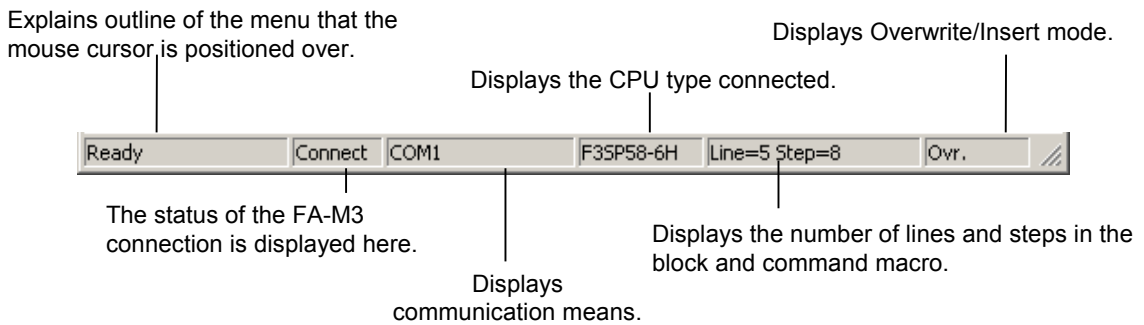 Explains outline of the menu that the
mouse cursor is positioned over.
Displays Overwrite/Insert mode.
Displays the CPU type connected.
Ready Connect COM1 F3SP58-6H Line=5 Step=8 Ovr.
The status of the FA-M3
connection is displayed here.
Displays the number of lines and steps in the
block and command macro.
Displays
communication means.